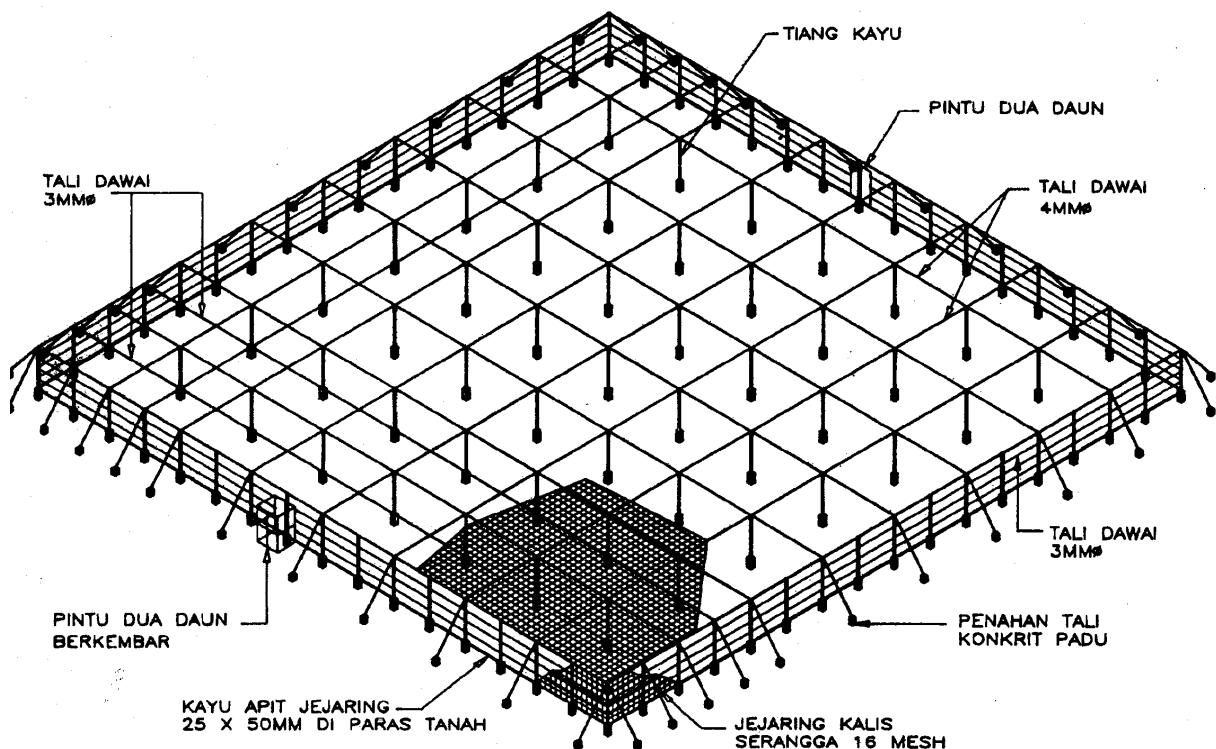 TIANG KAYU
PINTU DUA DAUN
TALI DAWAI
3MMø
TALI DAWAI
4MMø
TALI DAWAI
3MMø
PINTU DUA DAUN
BERKEMBAR
PENAHAN TALI
KONKRIT PADU
KAYU APIT JEJARING
25 X 50MM DI PARAS TANAH
JEJARING KALIS
SERANGGA 16 MESH